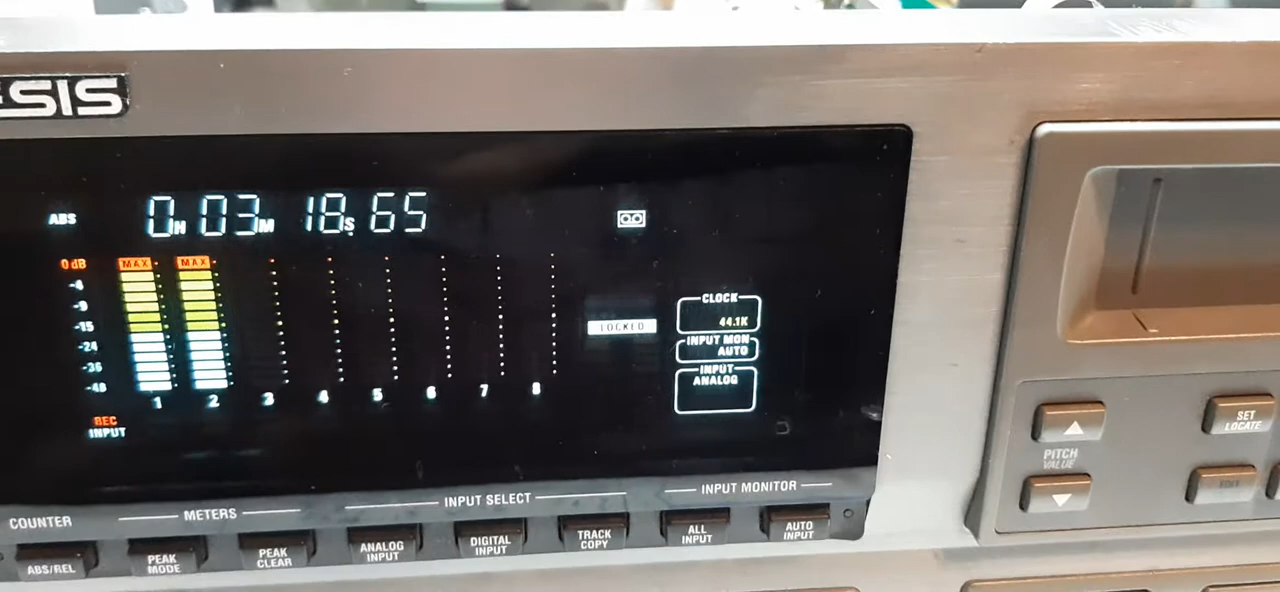 ESIS
ABS 0H 03M 18S 65
0dB MAX MAX
-4
-9
-15
-24
-36
-48
1 2 3 4 5 6 7 8
REC
INPUT
LOCKED
CLOCK
44.1K
INPUT MON
AUTO
INPUT
ANALOG
COUNTER
METERS
INPUT SELECT
INPUT MONITOR
ABS/REL
PEAK
MODE
PEAK
CLEAR
ANALOG
INPUT
DIGITAL
INPUT
TRACK
COPY
ALL
INPUT
AUTO
INPUT
PITCH
VALUE
SET
LOCATE
EDIT